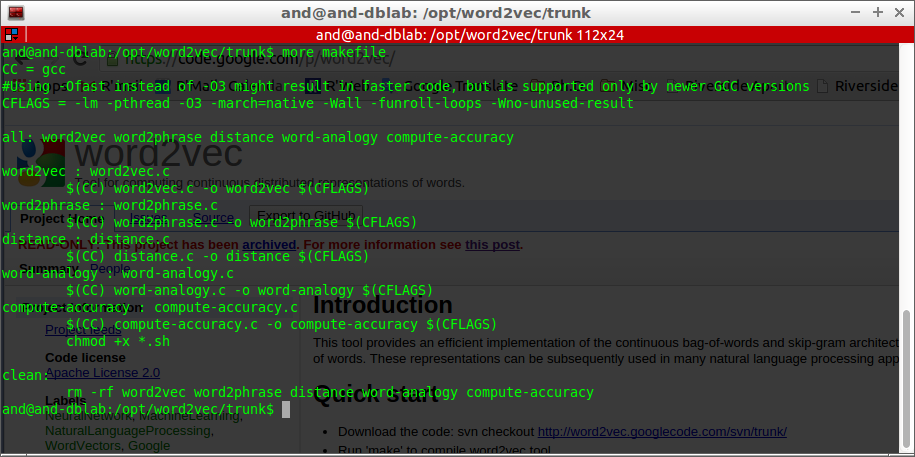 and@and-dblab: /opt/word2vec/trunk
and@and-dblab: /opt/word2vec/trunk 112x24
and@and-dblab:/opt/word2vec/trunk$ more makefile
https://code.google.com/p/word2vec/
CC = gcc
#Using -Ofast instead of -O3 might result in faster code, but is supported only by newer GCC versions
Riverside
CFLAGS = -lm -pthread -O3 -march=native -Wall -funroll-loops -Wno-unused-result
all: word2vec word2phrase distance word-analogy compute-accuracy
word2vec
word2vec : word2vec.c
Tool for computing continuous distributed representations of words.
$(CC) word2vec.c -o word2vec $(CFLAGS)
word2phrase : word2phrase.c
Project Home Issues Source Export to GitHub
$(CC) word2phrase.c -o word2phrase $(CFLAGS)
distance : distance.c
READ-ONLY: This project has been archived. For more information see this post.
$(CC) distance.c -o distance $(CFLAGS)
Summary People
word-analogy : word-analogy.c
$(CC) word-analogy.c -o word-analogy $(CFLAGS)
compute-accuracy : compute-accuracy.c
Project Information
Introduction
$(CC) compute-accuracy.c -o compute-accuracy $(CFLAGS)
Project feeds
chmod +x *.sh
This tool provides an efficient implementation of the continuous bag-of-words and skip-gram architect
Code license
of words. These representations can be subsequently used in many natural language processing app
clean:
Apache License 2.0
rm -rf word2vec word2phrase distance word-analogy compute-accuracy
Quick start
Labels
and@and-dblab:/opt/word2vec/trunk$
NeuralNetwork, MachineLearning,
NaturalLanguageProcessing,
WordVectors, Google
Download the code: svn checkout http://word2vec.googlecode.com/svn/trunk/
Run 'make' to compile word2vec tool